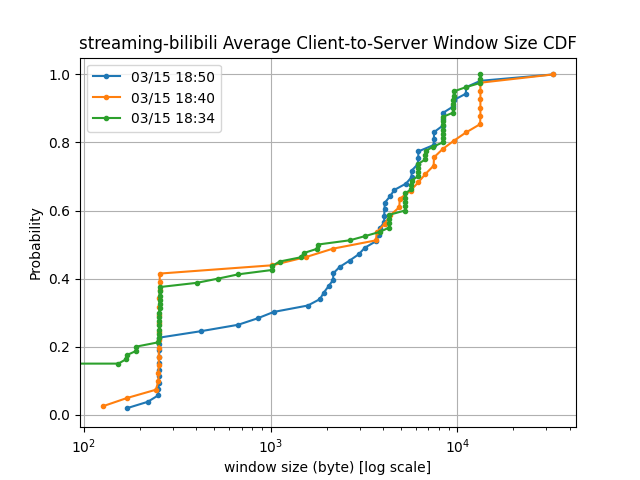 streaming-bilibili Average Client-to-Server Window Size CDF
03/15 18:50
03/15 18:40
03/15 18:34
Probability
1.0
0.8
0.6
0.4
0.2
0.0
10² 10³ 10⁴
window size (byte) [log scale]